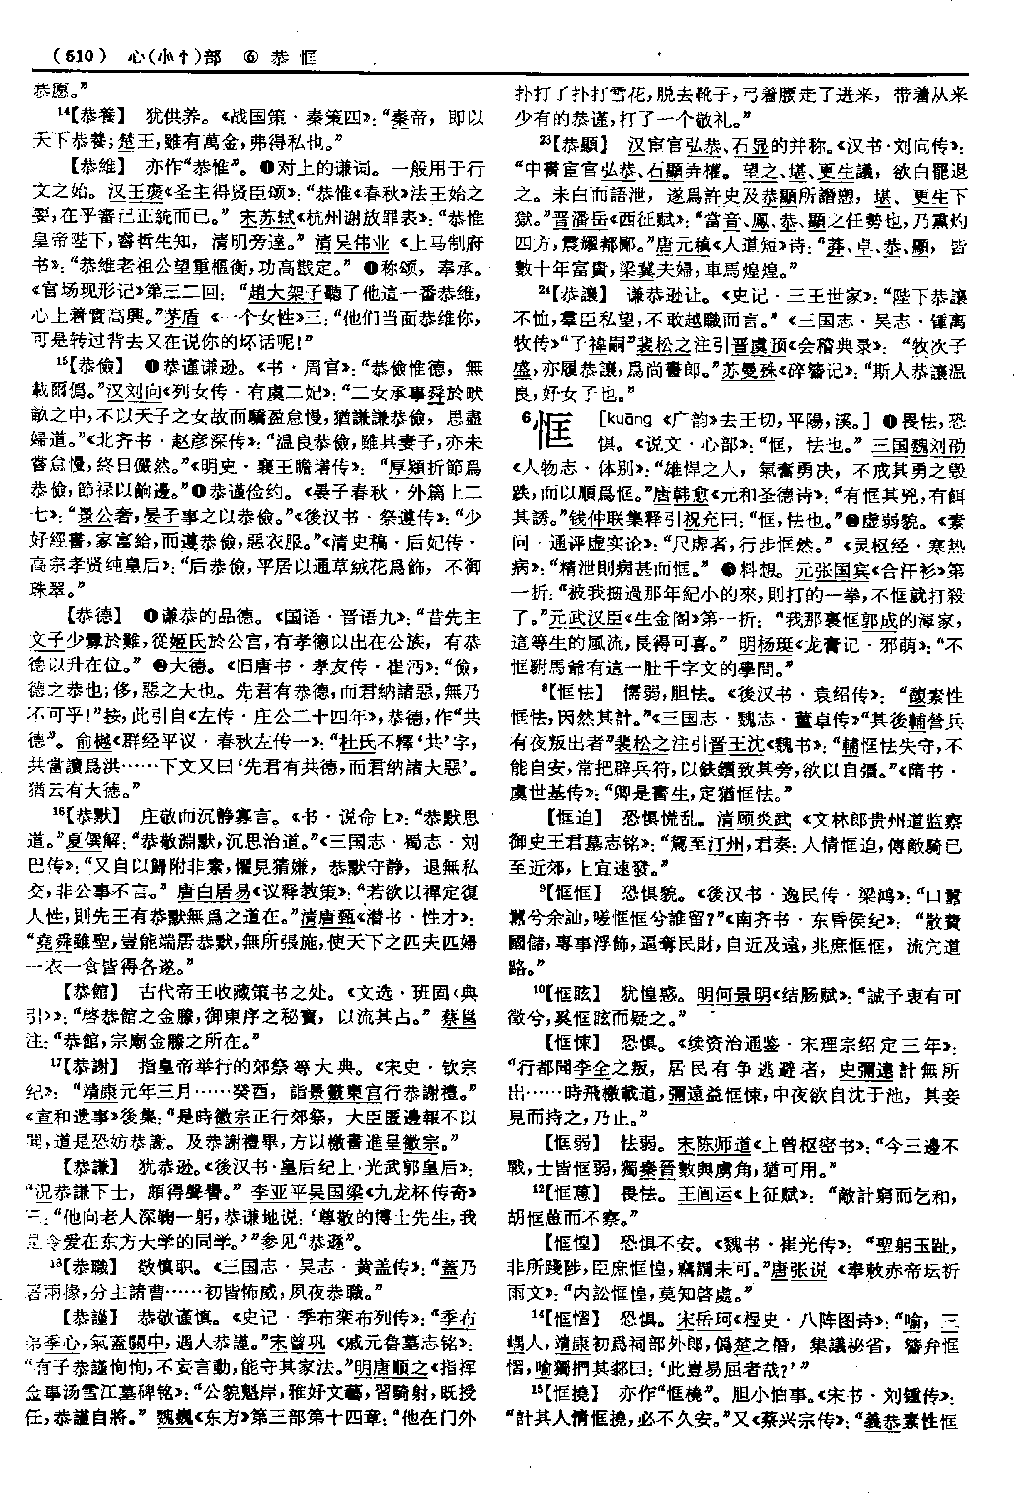 (510) 心(小忄)部 ⑥ 恭 恇
恭愿。”
14【恭養】 犹供养。《战国策·秦策四》：“秦帝，即以
天下恭養；楚王，雖有萬金，弗得私也。”
【恭维】 亦作“恭惟”。❶对上的谦词。一般用于行
文之始。汉王褒《圣主得贤臣颂》：“恭惟《春秋》法王始之
要，在乎審己正統而已。” 宋苏轼《杭州谢放罪表》：“恭惟
皇帝陛下，睿哲先知，清明旁達。” 清吴伟业 《上马制府
书》：“恭维老祖公望重樞衡，功高戡定。” ❷称颂，奉承。
《官场现形记》第三二回：“趙大架子聽了他這一番恭维，
心上着實高興。”茅盾 《一个女性》三：“他们当面恭维你，
可是转过背去又在说你的坏话呢！”
15【恭儉】 ❶恭谨谦逊。《书·周官》：“恭儉惟德，無
載爾僞。”汉刘向《列女传·有虞二妃》：“二女承事舜於畎
畝之中，不以天子之女故而驕盈怠慢，猶謙謙恭儉，思盡
婦道。”《北齐书·赵彦深传》：“温良恭儉，雖其妻子，亦未
嘗怠慢，終日儼然。”《明史·襄王瞻墡传》：“厚熲折節爲
恭儉，節禄以餉邊。”❷恭谨俭约。《晏子春秋·外篇上二
七》：“景公奢，晏子事之以恭儉。”《後汉书·祭遵传》：“少
好經書，家富給，而遵恭儉，惡衣服。”《清史稿·后妃传·
高宗孝贤纯皇后》：“后恭儉，平居以通草絨花爲飾，不御
珠翠。”
【恭德】 ❶谦恭的品德。《国语·晋语九》：“昔先主
文子少釁於難，從姬氏於公宫，有孝德以出在公族，有恭
德以升在位。” ❷大德。《旧唐书·孝友传·崔沔》：“儉，
德之恭也；侈，惡之大也。先君有恭德，而君納諸惡，無乃
不可乎！”按，此引自《左传·庄公二十四年》，恭德，作“共
德”。俞樾《群经平议·春秋左传一》：“杜氏不釋‘共’字，
共當讀爲洪……下文又曰‘先君有共德，而君納諸大惡’。
猶云有大德。”
16【恭默】 庄敬而沉静寡言。《书·说命上》：“恭默思
道。”夏僎解：“恭敬淵默，沉思治道。”《三国志·蜀志·刘
巴传》：“又自以歸附非素，懼見猜嫌，恭默守静，退無私
交，非公事不言。” 唐白居易《议释教策》：“若欲以禪定復
人性，則先王有恭默無爲之道在。”清唐甄《潜书·性才》：
“堯舜雖聖，豈能端居恭默，無所張施，使天下之匹夫匹婦
一衣一食皆得各遂。”
【恭館】 古代帝王收藏策书之处。《文选·班固〈典
引〉》：“啓恭館之金縢，御東序之秘寶，以流其占。” 蔡邕
注：“恭館，宗廟金縢之所在。”
17【恭謝】 指皇帝举行的郊祭等大典。《宋史·钦宗
纪》：“靖康元年三月……癸酉，詣景靈東宫行恭謝禮。”
《宣和遗事》後集：“是時徽宗正行郊祭，大臣匿邊報不以
聞，道是恐妨恭謝。及恭謝禮畢，方以檄書進呈徽宗。”
【恭謙】 犹恭逊。《後汉书·皇后纪上·光武郭皇后》：
“況恭謙下士，頗得聲譽。” 李亚平吴国梁《九龙杯传奇》
三：“他向老人深鞠一躬，恭谦地说：‘尊敬的博士先生，我
是令爱在东方大学的同学。’”参见“恭遜”。
18【恭職】 敬慎职。《三国志·吴志·黄盖传》：“蓋乃
署兩掾，分主諸曹……初皆怖威，夙夜恭職。”
【恭謹】 恭敬谨慎。《史记·季布栾布列传》：“季布
弟季心，氣蓋關中，遇人恭謹。”宋曾巩 《戚元鲁墓志铭》：
“有子恭謹恂恂，不妄言動，能守其家法。”明唐顺之《指挥
佥事汤雪江墓碑铭》：“公貌魁岸，雅好文藝，習騎射，既授
任，恭謹自將。” 魏巍《东方》第三部第十四章：“他在门外
扑打了扑打雪花，脱去靴子，弓着腰走了进来，带着从来
少有的恭谨，打了一个敬礼。”
23【恭顯】 汉宦官弘恭、石显的并称。《汉书·刘向传》：
“中書宦官弘恭、石顯弄權。望之、堪、更生議，欲白罷退
之。未白而語泄，遂爲許史及恭顯所譖愬，堪、更生下
獄。”晋潘岳《西征赋》：“當音、鳳、恭、顯之任勢也，乃熏灼
四方，震耀都鄙。”唐元稹《人道短》诗：“莽、卓、恭、顯，皆
數十年富貴，梁冀夫婦，車馬煌煌。”
24【恭讓】 谦恭逊让。《史记·三王世家》：“陛下恭讓
不恤，羣臣私望，不敢越職而言。” 《三国志·吴志·锺离
牧传》“子褘嗣”裴松之注引晋虞预《会稽典录》：“牧次子
盛，亦履恭讓，爲尚書郎。”苏曼殊《碎簪记》：“斯人恭讓温
良，好女子也。”
6恇 [kuāng 《广韵》去王切，平陽，溪。] ❶畏怯，恐
惧。《说文·心部》：“恇，怯也。” 三国魏刘劭
《人物志·体别》：“雄悍之人，氣奮勇決，不戒其勇之毁
跌，而以順爲恇。”唐韩愈《元和圣德诗》：“有恇其兇，有餌
其誘。”钱仲联集释引祝充曰：“恇，怯也。”❷虚弱貌。《素
问·通评虚实论》：“尺虚者，行步恇然。” 《灵枢经·寒热
病》：“精泄則病甚而恇。” ❸料想。元张国宾《合汗衫》第
一折：“被我拖過那年紀小的來，則打的一拳，不恇就打殺
了。”元武汉臣《生金阁》第一折：“我那裏恇郭成的渾家，
這等生的風流，長得可喜。” 明杨珽《龙膏记·邪萌》：“不
恇駙馬爺有這一肚千字文的學問。”
8【恇怯】 懦弱，胆怯。《後汉书·袁绍传》：“馥素性
恇怯，因然其計。”《三国志·魏志·董卓传》“其後輔營兵
有夜叛出者”裴松之注引晋王沈《魏书》：“輔恇怯失守，不
能自安，常把辟兵符，以鈇鑕致其旁，欲以自彊。”《隋书·
虞世基传》：“卿是書生，定猶恇怯。”
【恇迫】 恐惧慌乱。清顾炎武 《文林郎贵州道监察
御史王君墓志铭》：“駕至汀州，君奏：人情恇迫，傳敵騎已
至近郊，上宜速發。”
9【恇恇】 恐惧貌。《後汉书·逸民传·梁鸿》：“口嚣
嚣兮余訕，嗟恇恇兮誰留？”《南齐书·东昏侯纪》：“散費
國儲，專事浮飾，逼奪民財，自近及遠，兆庶恇恇，流宂道
路。”
10【恇眩】 犹惶惑。明何景明《结肠赋》：“誠予衷有可
徵兮，奚恇眩而疑之。”
【恇悚】 恐惧。《续资治通鉴·宋理宗绍定三年》：
“行都聞李全之叛，居民有争逃避者，史彌遠計無所
出……時飛檄載道，彌遠益恇悚，中夜欲自沈于池，其妾
見而持之，乃止。”
【恇弱】 怯弱。宋陈师道《上曾枢密书》：“今三邊不
戰，士皆恇弱，獨秦晉數與虜角，猶可用。”
12【恇葸】 畏怯。王闿运《上征赋》：“敵計窮而乞和，
胡恇葸而不察。”
【恇惶】 恐惧不安。《魏书·崔光传》：“聖躬玉趾，
非所踐陟，臣庶恇惶，竊謂未可。”唐张说 《奉敕赤帝坛祈
雨文》：“内訟恇惶，莫知啓處。”
14【恇慴】 恐惧。宋岳珂《桯史·八阵图诗》：“喻，三
嵎人，靖康初爲祠部外郎，僞楚之僭，集議祕省，簪弁恇
慴，喻獨捫其郄曰：‘此豈易屈者哉？’”
15【恇撓】 亦作“恇橈”。胆小怕事。《宋书·刘锺传》：
“計其人情恇撓，必不久安。”又《蔡兴宗传》：“義恭素性恇